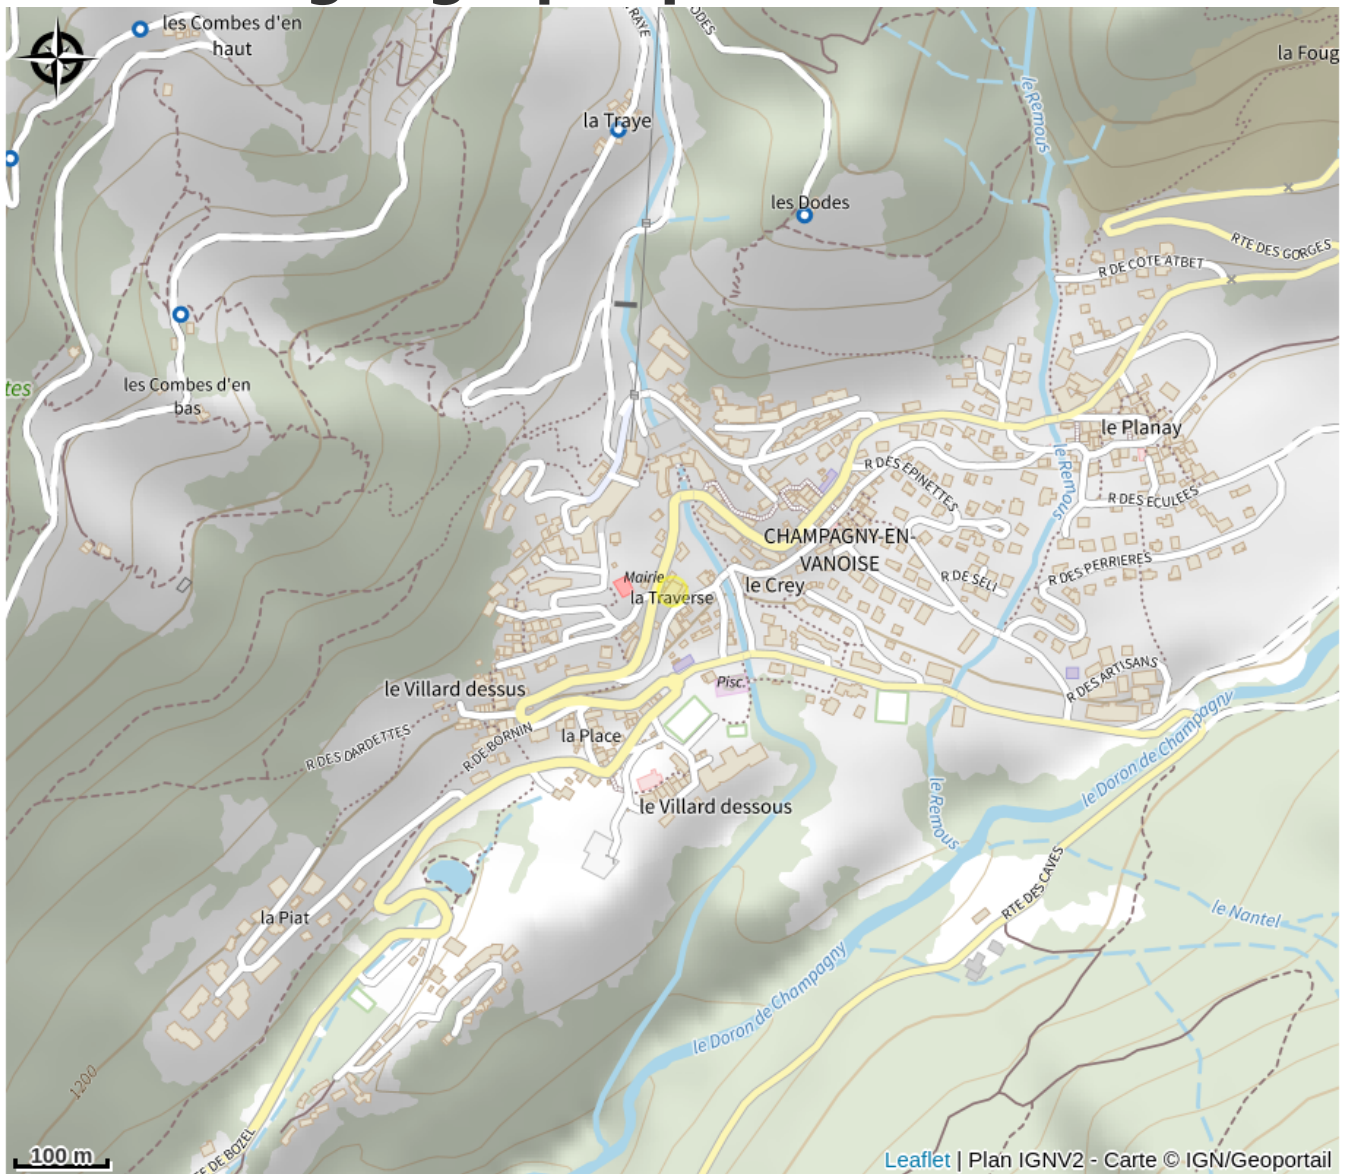 les Combes d'en
haut
la Foug
le Remous
la Traye
les Dodes
RTE DES GORGES
R DE COTE ATBET
tes
les Combes d'en
bas
le Planay
R DES EPINETTES
le Remous
R DES ECULEES
CHAMPAGNY-EN-
VANOISE
Mairie
la Traverse
le Crey
R DE SELI
R DES PERRIERES
le Villard dessus
Pisc.
R DES ARTISANS
R DES DARDETTES
R DE BORNIN
la Place
le Doron de Champagny
le Villard dessous
le Remous
RTE DES CAVES
le Nantel
la Piat
le Doron de Champagny
1200
TE DE BOZEL
100 m
Leaflet | Plan IGNV2 - Carte © IGN/Geoportail